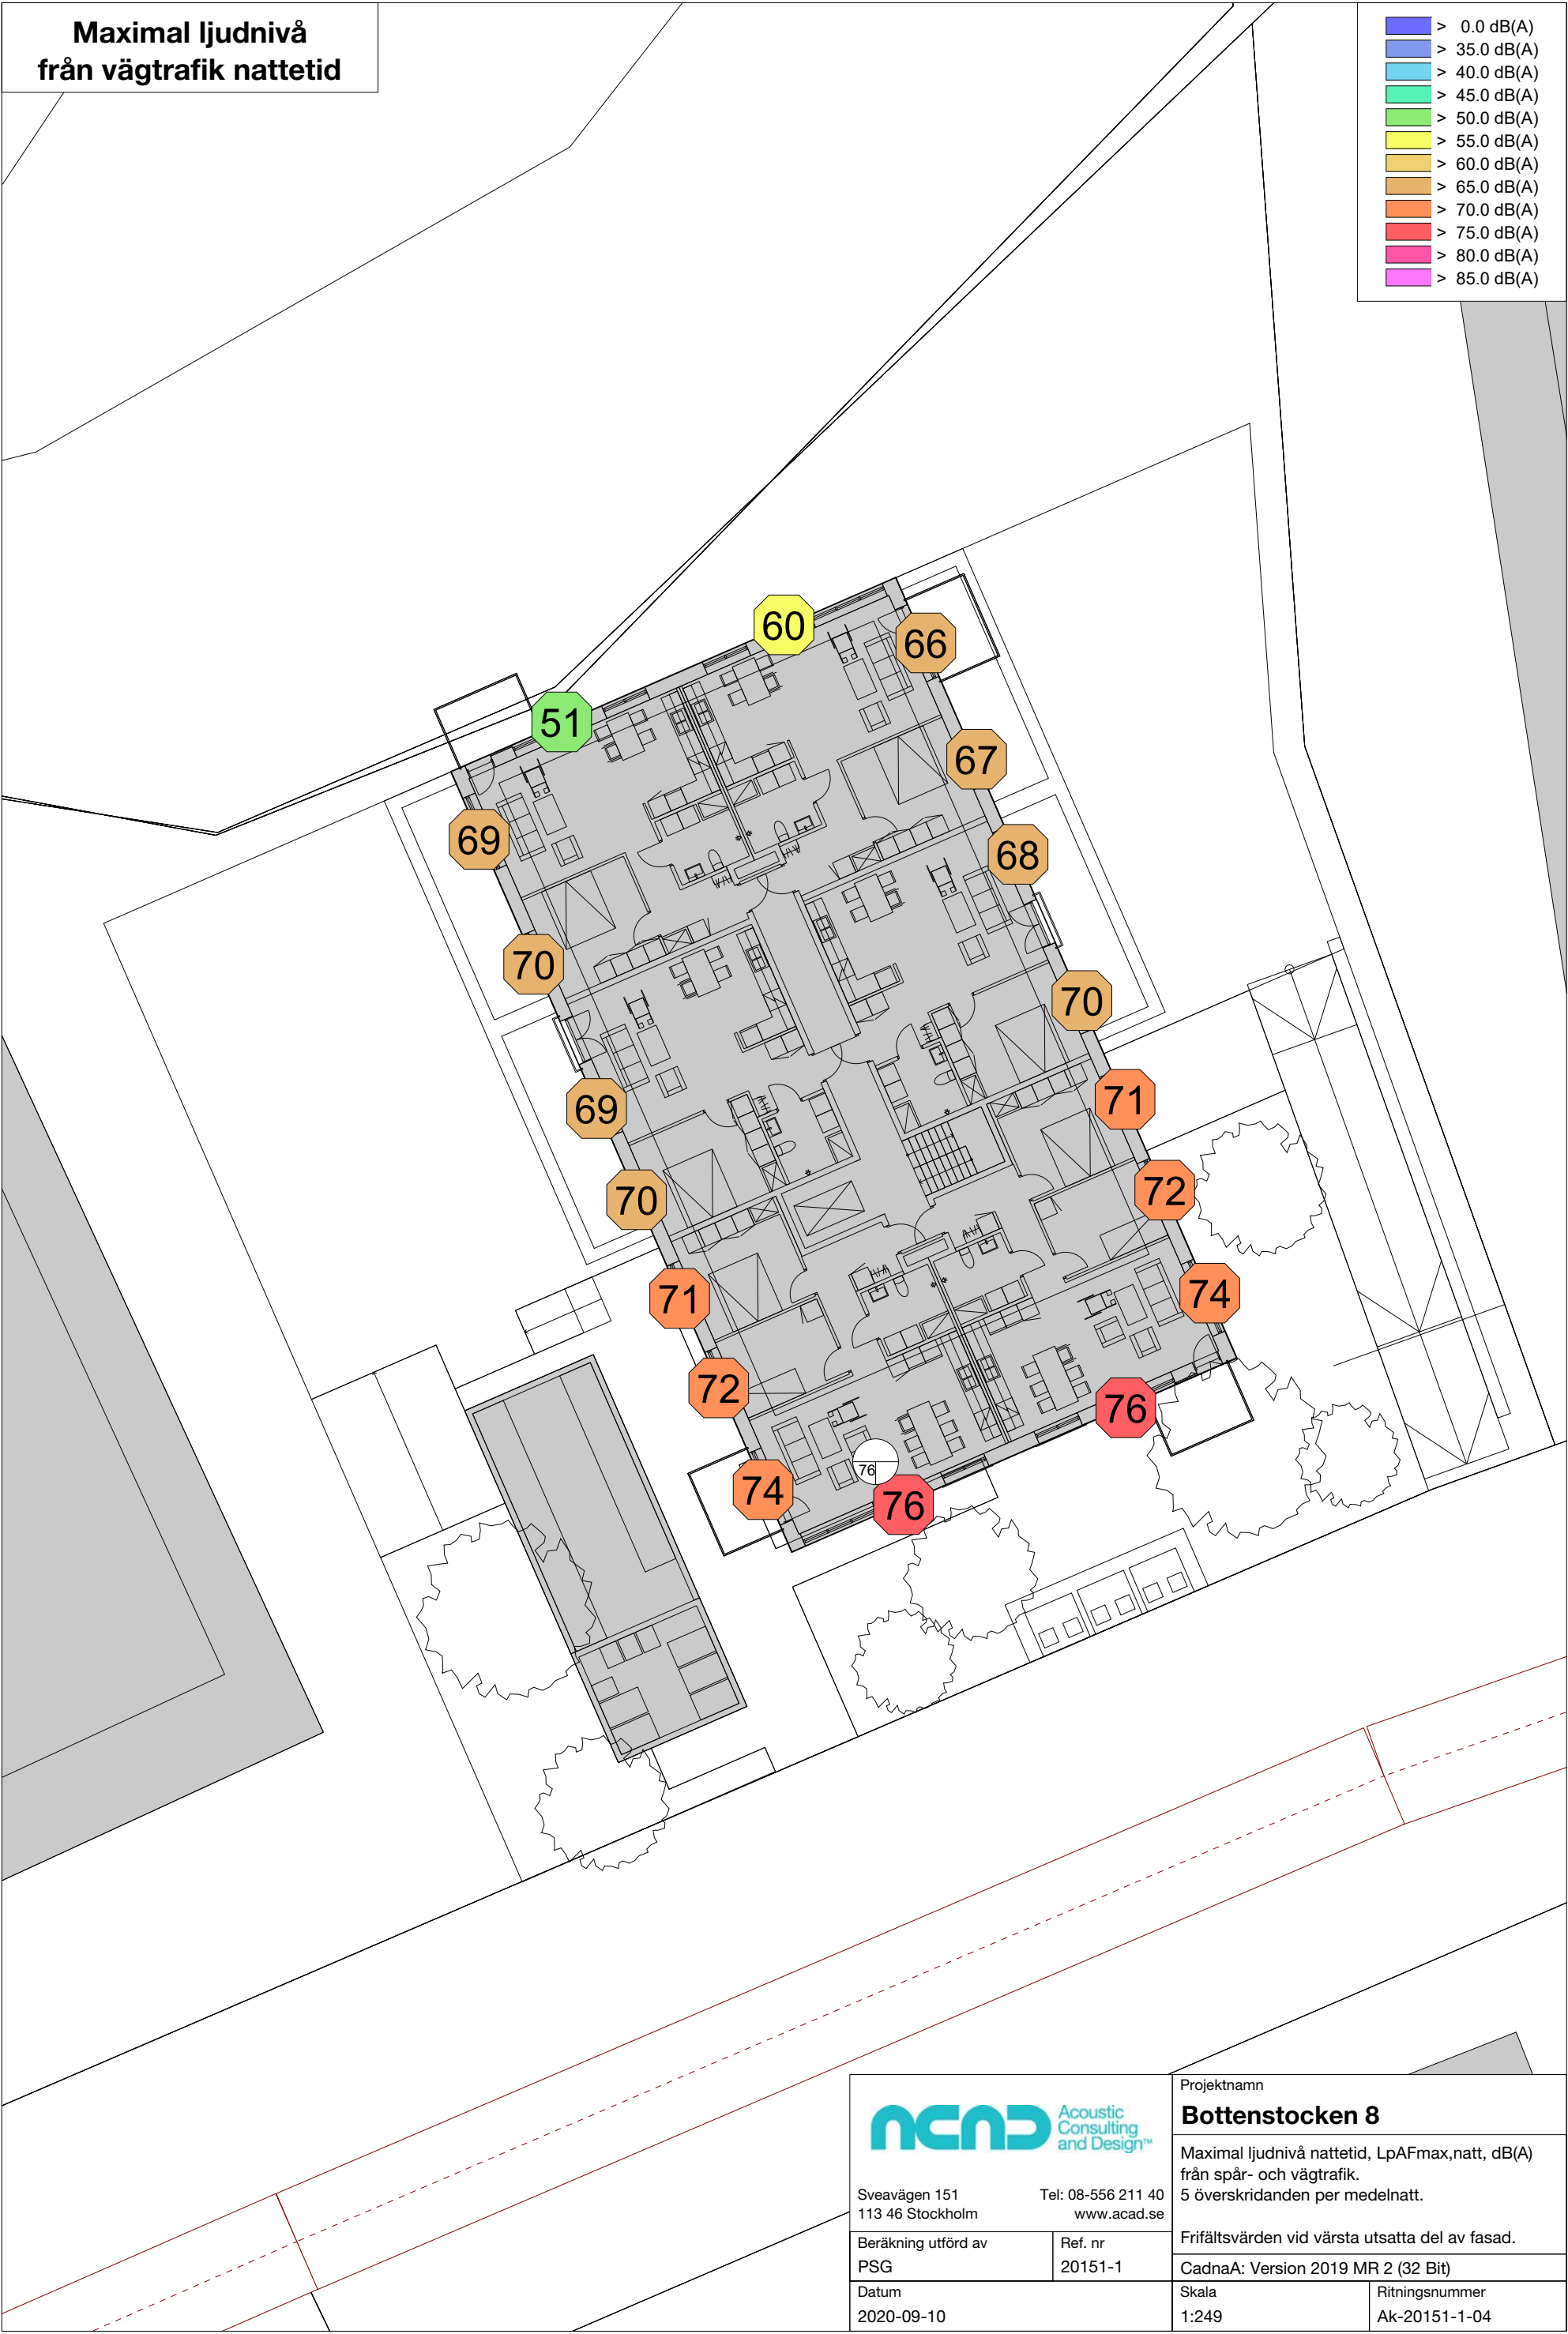 Maximal ljudnivå
från vägtrafik nattetid
> 0.0 dB(A)
> 35.0 dB(A)
> 40.0 dB(A)
> 45.0 dB(A)
> 50.0 dB(A)
> 55.0 dB(A)
> 60.0 dB(A)
> 65.0 dB(A)
> 70.0 dB(A)
> 75.0 dB(A)
> 80.0 dB(A)
> 85.0 dB(A)
60
66
51
67
69
68
70
70
69
71
70
72
71
74
72
76
74
76
76
ACAD
Acoustic
Consulting
and Design™
Sveavägen 151
113 46 Stockholm
Tel: 08-556 211 40
www.acad.se
Beräkning utförd av
PSG
Ref. nr
20151-1
Datum
2020-09-10
Projektnamn
Bottenstocken 8
Maximal ljudnivå nattetid, LpAFmax,natt, dB(A)
från spår- och vägtrafik.
5 överskridanden per medelnatt.
Frifältsvärden vid värsta utsatta del av fasad.
CadnaA: Version 2019 MR 2 (32 Bit)
Skala
1:249
Ritningsnummer
Ak-20151-1-04